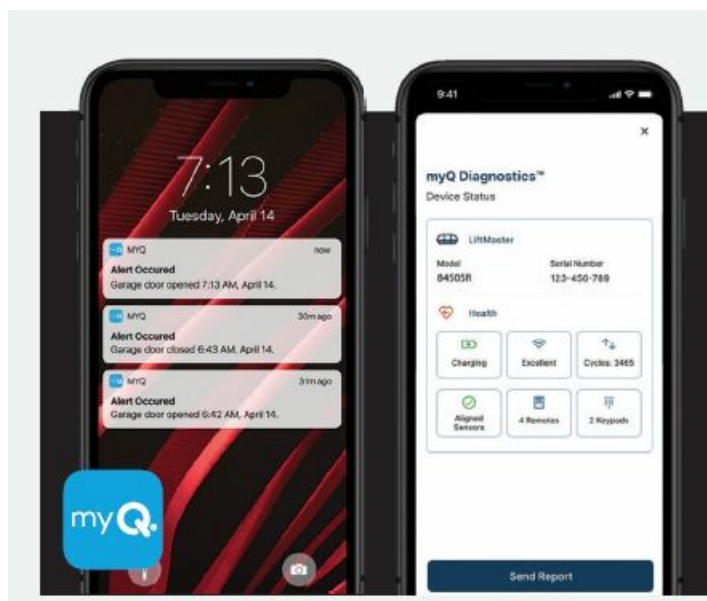 7:13
Tuesday, April 14
MYQ now
Alert Occured
Garage door opened 7:13 AM, April 14.
MYQ 30m ago
Alert Occured
Garage door closed 6:43 AM, April 14.
MYQ 31m ago
Alert Occured
Garage door opened 6:42 AM, April 14.
myQ.
9:41
×
myQ Diagnostics™
Device Status
LiftMaster
Model Serial Number
84505R 123-456-789
Health
Charging Excellent Cycles: 3465
Aligned
Sensors 4 Remotes 2 Keypads
Send Report